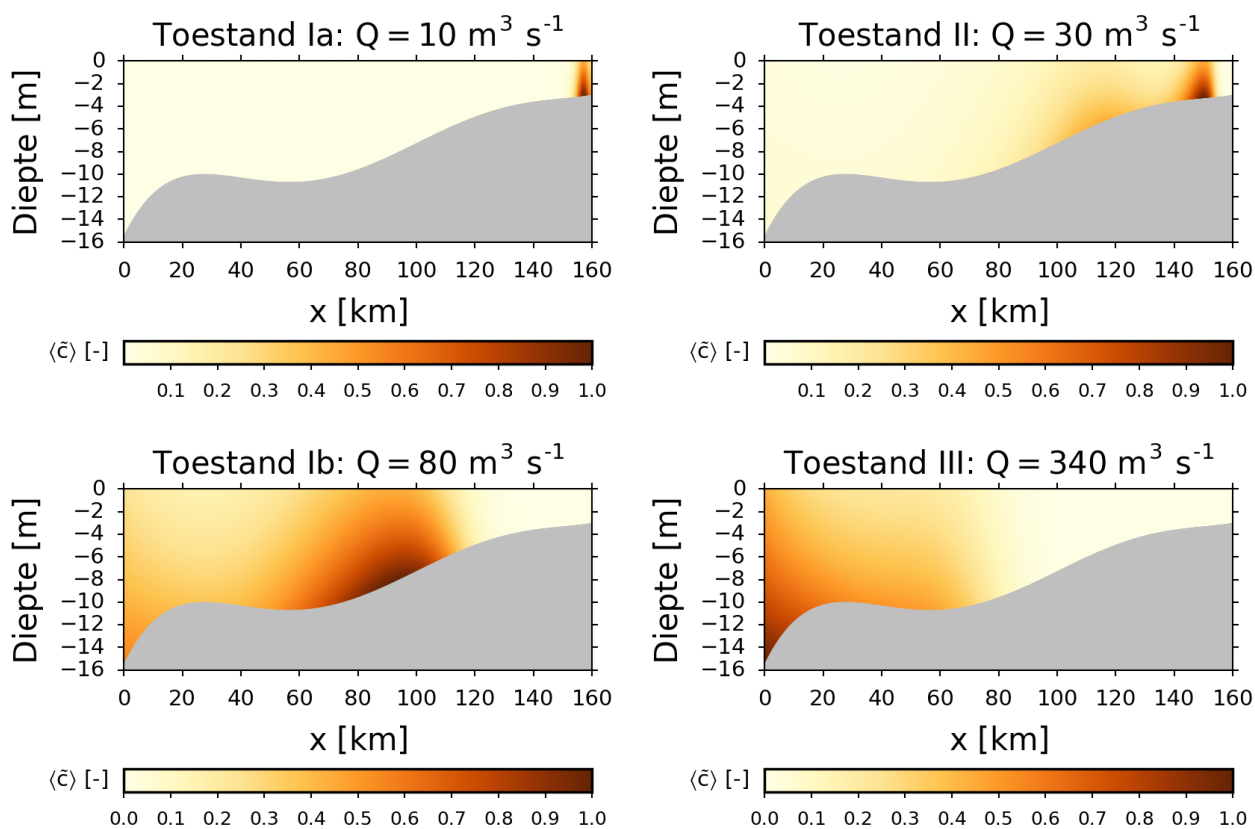 Toestand Ia: Q = 10 m³ s⁻¹
Diepte [m]
0
−2
−4
−6
−8
−10
−12
−14
−16
0 20 40 60 80 100 120 140 160
x [km]
⟨c̃⟩ [-]
0.1 0.2 0.3 0.4 0.5 0.6 0.7 0.8 0.9 1.0
Toestand II: Q = 30 m³ s⁻¹
Diepte [m]
0
−2
−4
−6
−8
−10
−12
−14
−16
0 20 40 60 80 100 120 140 160
x [km]
⟨c̃⟩ [-]
0.1 0.2 0.3 0.4 0.5 0.6 0.7 0.8 0.9 1.0
Toestand Ib: Q = 80 m³ s⁻¹
Diepte [m]
0
−2
−4
−6
−8
−10
−12
−14
−16
0 20 40 60 80 100 120 140 160
x [km]
⟨c̃⟩ [-]
0.0 0.1 0.2 0.3 0.4 0.5 0.6 0.7 0.8 0.9 1.0
Toestand III: Q = 340 m³ s⁻¹
Diepte [m]
0
−2
−4
−6
−8
−10
−12
−14
−16
0 20 40 60 80 100 120 140 160
x [km]
⟨c̃⟩ [-]
0.0 0.1 0.2 0.3 0.4 0.5 0.6 0.7 0.8 0.9 1.0